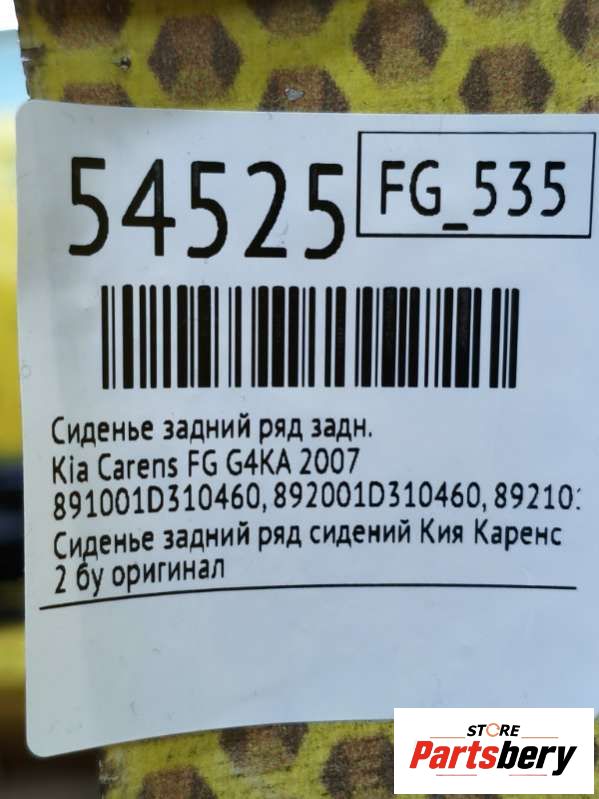 54525
FG_535
Сиденье задний ряд задн.
Kia Carens FG G4KA 2007
891001D310460, 892001D310460, 89210
Сиденье задний ряд сидений Кия Каренс
2 бу оригинал
STORE
Partsbery